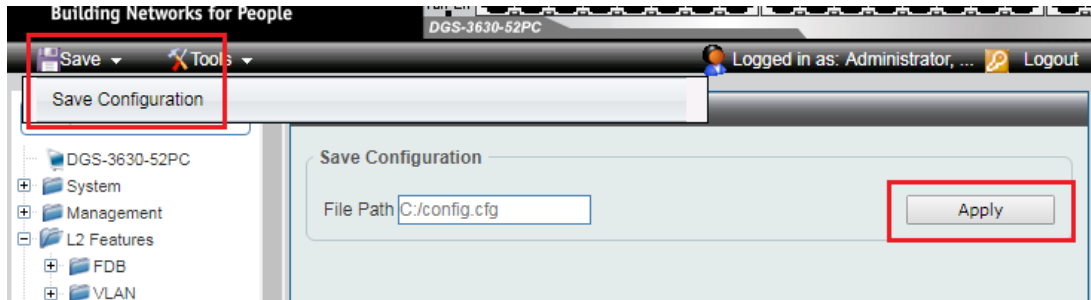 Building Networks for People
DGS-3630-52PC
Save Tools Logged in as: Administrator, ... Logout
Save Configuration
DGS-3630-52PC
System
Management
L2 Features
FDB
VLAN
Save Configuration
File Path C:/config.cfg Apply